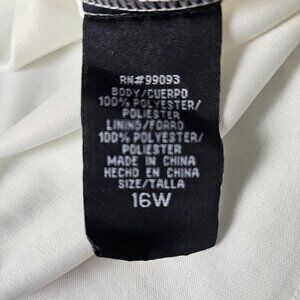 RN#99093
BODY/CUERPO
100% POLYESTER/
POLIESTER
LINING/FORRO
100% POLYESTER/
POLIESTER
MADE IN CHINA
HECHO EN CHINA
SIZE/TALLA
16W